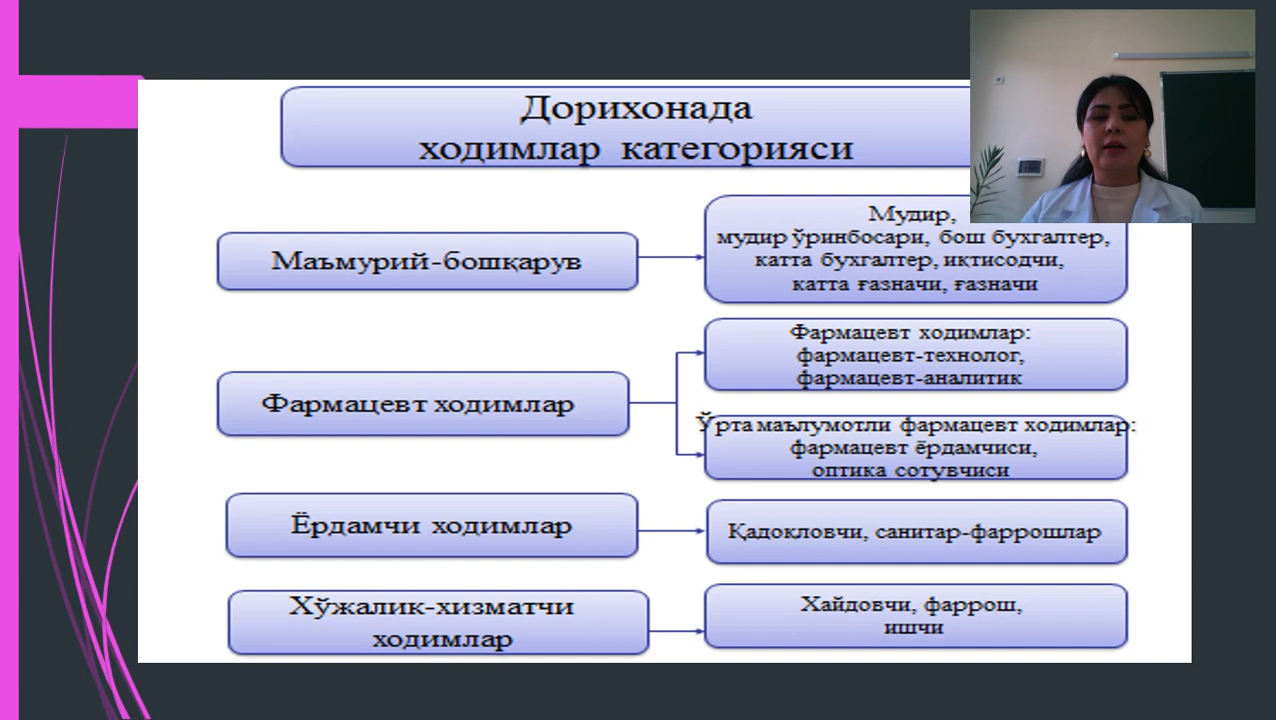 Дорихонада
ходимлар категорияси
Маъмурий-бошқарув
Мудир,
мудир ўринбосари, бош бухгалтер,
катта бухгалтер, иқтисодчи,
катта ғазначи, ғазначи
Фармацевт ходимлар
Фармацевт ходимлар:
фармацевт-технолог,
фармацевт-аналитик
Ўрта маълумотли фармацевт ходимлар:
фармацевт ёрдамчиси,
оптика сотувчиси
Ёрдамчи ходимлар
Қадоқловчи, санитар-фаррошлар
Хўжалик-хизматчи
ходимлар
Хайдовчи, фаррош,
ишчи